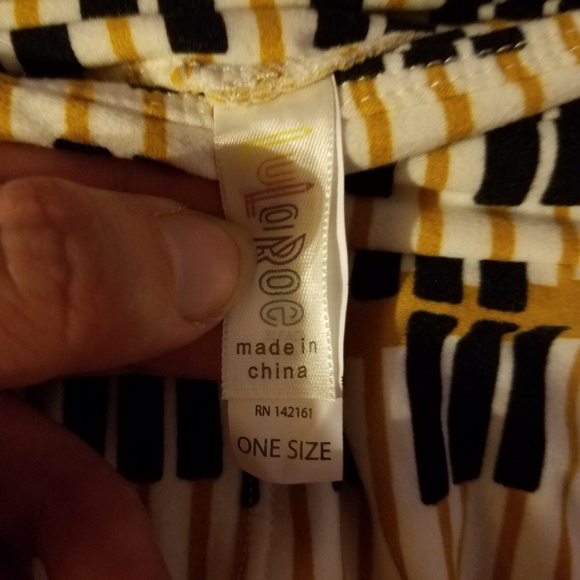 LuLaRoe
made in
china
RN 142161
ONE SIZE